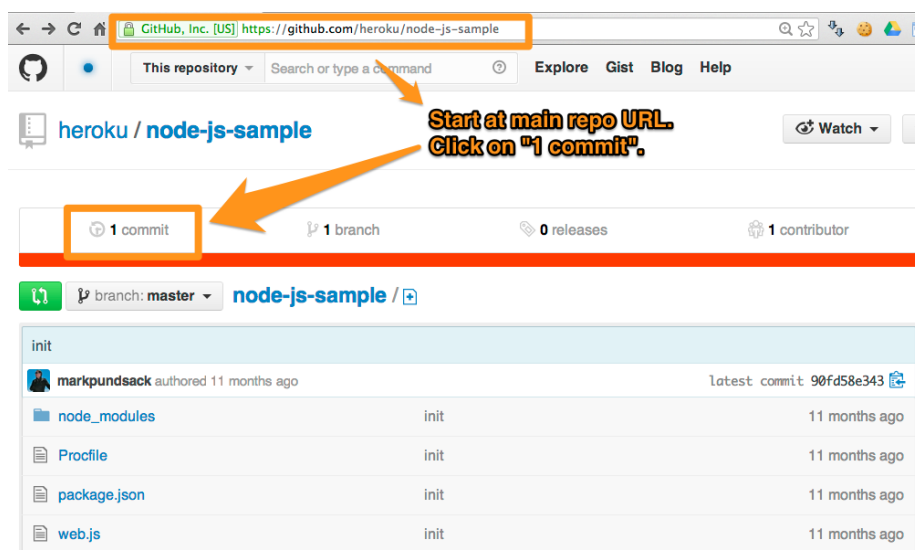 GitHub, Inc. [US] https://github.com/heroku/node-js-sample
This repository Search or type a command Explore Gist Blog Help
heroku / node-js-sample
Watch
Start at main repo URL.
Click on "1 commit".
1 commit 1 branch 0 releases 1 contributor
branch: master node-js-sample /
init
markpundsack authored 11 months ago latest commit 90fd58e343
node_modules init 11 months ago
Procfile init 11 months ago
package.json init 11 months ago
web.js init 11 months ago